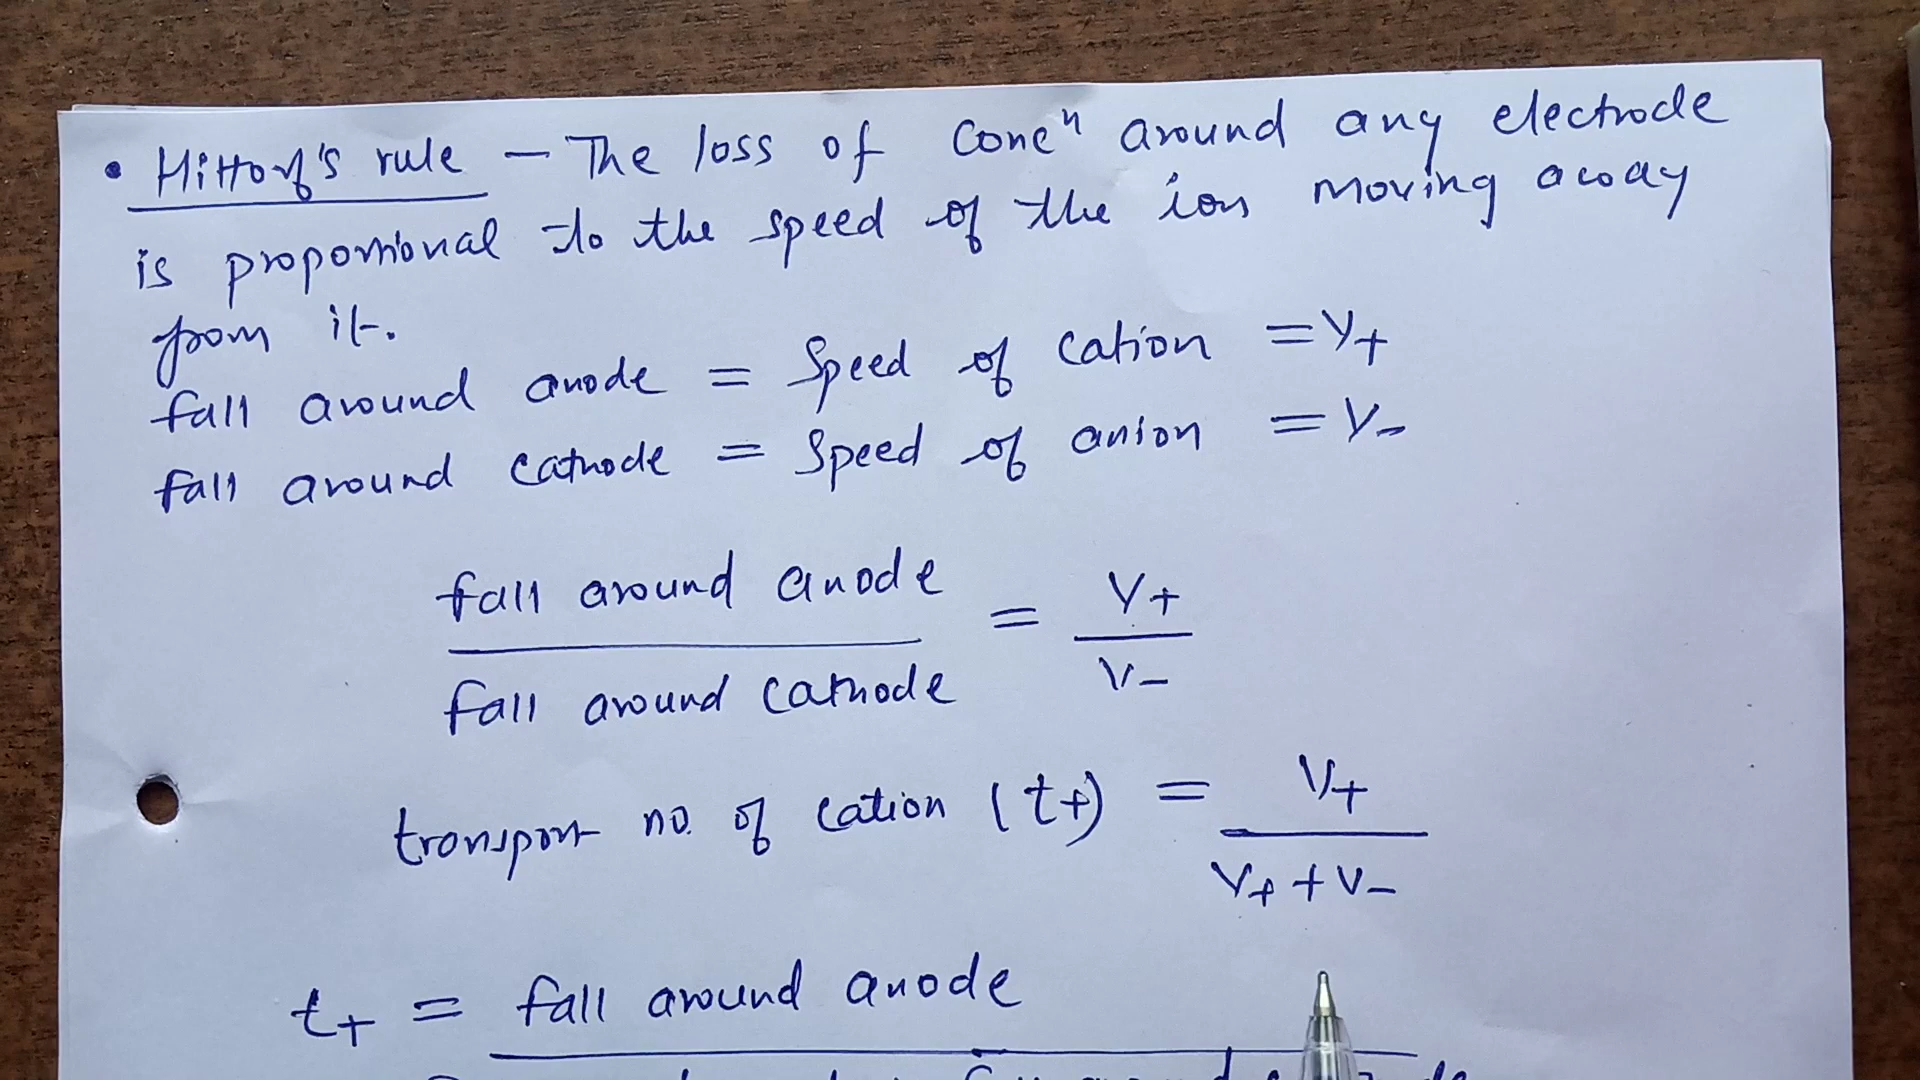 • Hittorf's rule – The loss of Concⁿ around any electrode
is proportional to the speed of the ion moving away
from it.
fall around anode = Speed of cation = V+
fall around cathode = Speed of anion = V-
fall around anode / fall around cathode = V+ / V-
transport no. of cation (t+) = V+ / V+ + V-
t+ = fall around anode